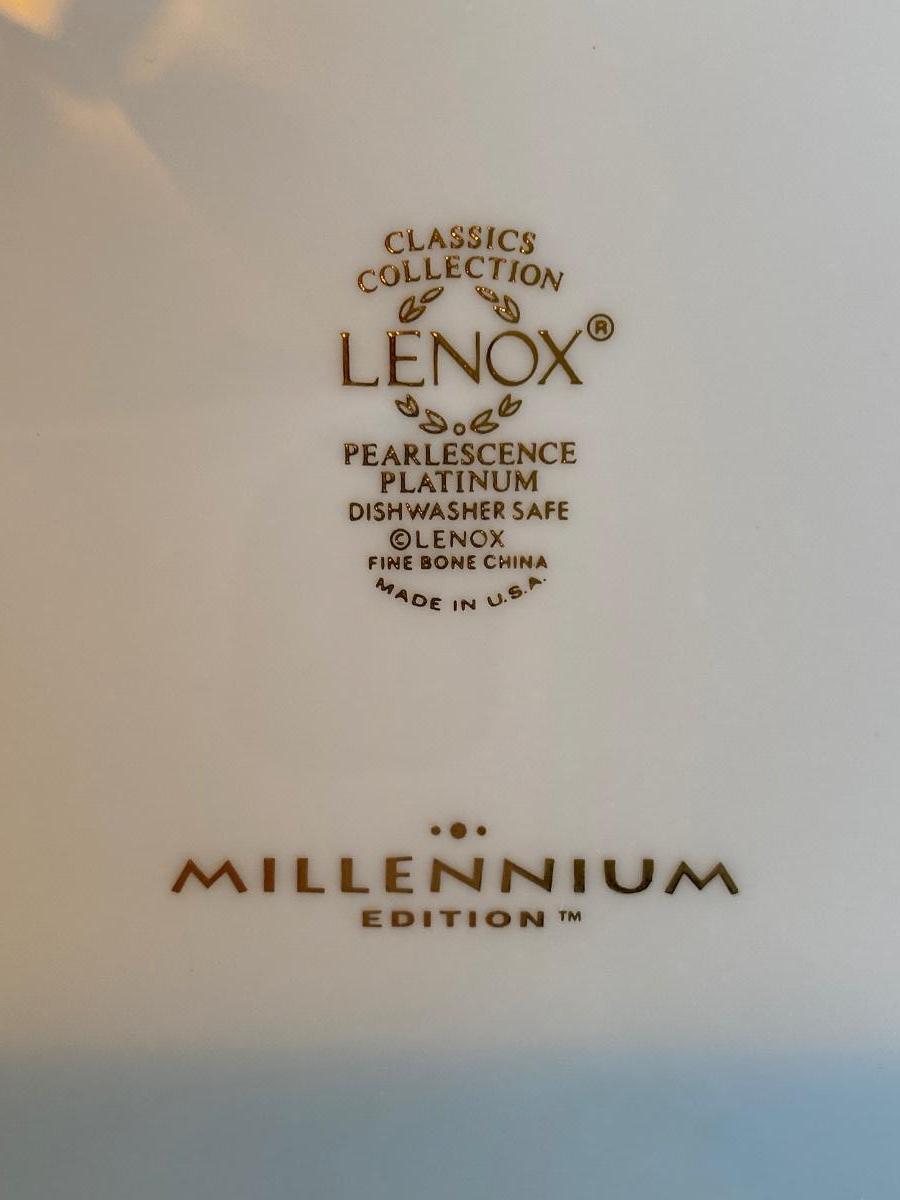 CLASSICS
COLLECTION
LENOX®
PEARLESCENCE
PLATINUM
DISHWASHER SAFE
©LENOX
FINE BONE CHINA
MADE IN U.S.A.
MILLENNIUM
EDITION™